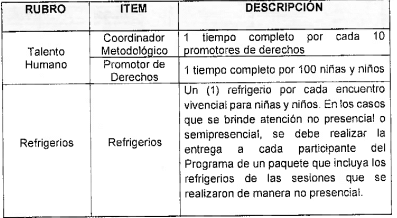 RUBRO ITEM DESCRIPCIÓN
Talento Humano
Coordinador Metodológico
1 tiempo completo por cada 10 promotores de derechos
Promotor de Derechos
1 tiempo completo por 100 niñas y niños
Refrigerios
Refrigerios
Un (1) refrigerio por cada encuentro
vivencial para niñas y niños. En los casos
que se brinde atención no presencial o
semipresencial, se debe realizar la
entrega a cada participante del
Programa de un paquete que incluya los
refrigerios de las sesiones que se
realizaron de manera no presencial.